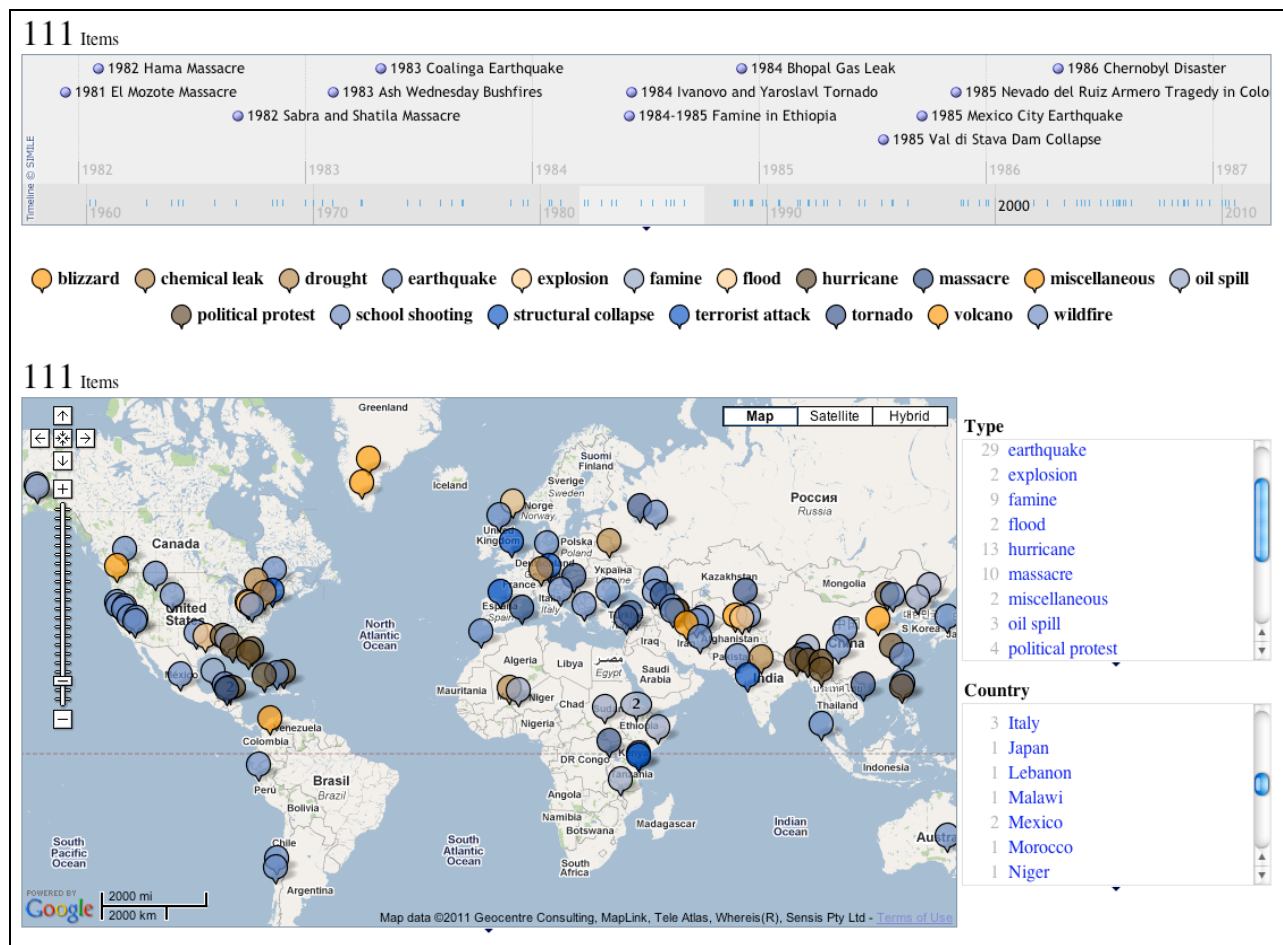 111 Items
1982 Hama Massacre
1983 Coalinga Earthquake
1984 Bhopal Gas Leak
1986 Chernobyl Disaster
1981 El Mozote Massacre
1983 Ash Wednesday Bushfires
1984 Ivanovo and Yaroslavl Tornado
1985 Nevado del Ruiz Armero Tragedy in Colo
1982 Sabra and Shatila Massacre
1984-1985 Famine in Ethiopia
1985 Mexico City Earthquake
1985 Val di Stava Dam Collapse
Timeline © SIMILE
1982 1983 1984 1985 1986 1987
1960 1970 1980 1990 2000 2010
blizzard chemical leak drought earthquake explosion famine flood hurricane massacre miscellaneous oil spill
political protest school shooting structural collapse terrorist attack tornado volcano wildfire
111 Items
Map Satellite Hybrid
Greenland
Iceland
Suomi
Finland
Sverige
Sweden
Norge
Norway
Россия
Russia
United
Kingdom
Canada
Polska
Poland
Україна
Ukraine
France
Kazakhstan
Mongolia
United
States
España
Spain
Italia
Italy
S Korea
North
Atlantic
Ocean
Iraq
Afghanistan
China
Algeria
Libya
مصر
Egypt
Saudi
Arabia
Pakistan
India
México
Mauritania
Niger
Chad
Sudan
Thailand
2
2
Nigeria
Ethiopia
Venezuela
Colombia
DR Congo
Kenya
Tanzania
Indonesia
Brasil
Brazil
Perú
Peru
Bolivia
Angola
Namibia
Botswana
Madagascar
Indian
Ocean
South
Pacific
Ocean
Chile
South
Atlantic
Ocean
South
Africa
Argentina
POWERED BY
Google
2000 mi
2000 km
Map data ©2011 Geocentre Consulting, MapLink, Tele Atlas, Whereis(R), Sensis Pty Ltd - Terms of Use
Type
29 earthquake
2 explosion
9 famine
2 flood
13 hurricane
10 massacre
2 miscellaneous
3 oil spill
4 political protest
Country
3 Italy
1 Japan
1 Lebanon
1 Malawi
2 Mexico
1 Morocco
1 Niger